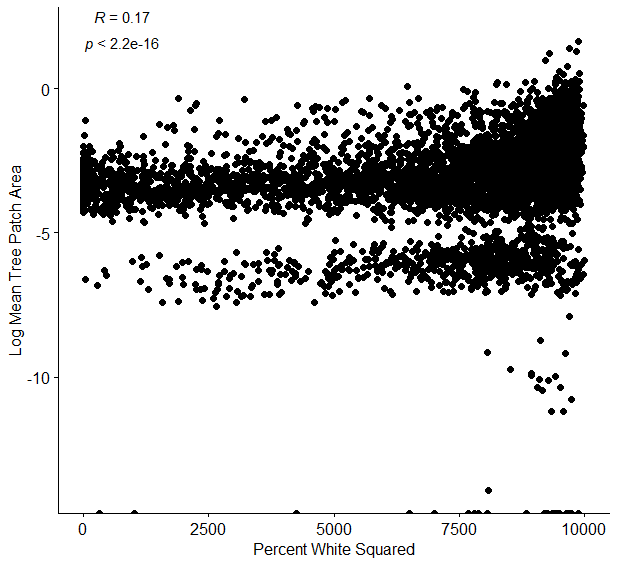 R = 0.17
p < 2.2e-16
0
-5
-10
Log Mean Tree Patch Area
0 2500 5000 7500 10000
Percent White Squared